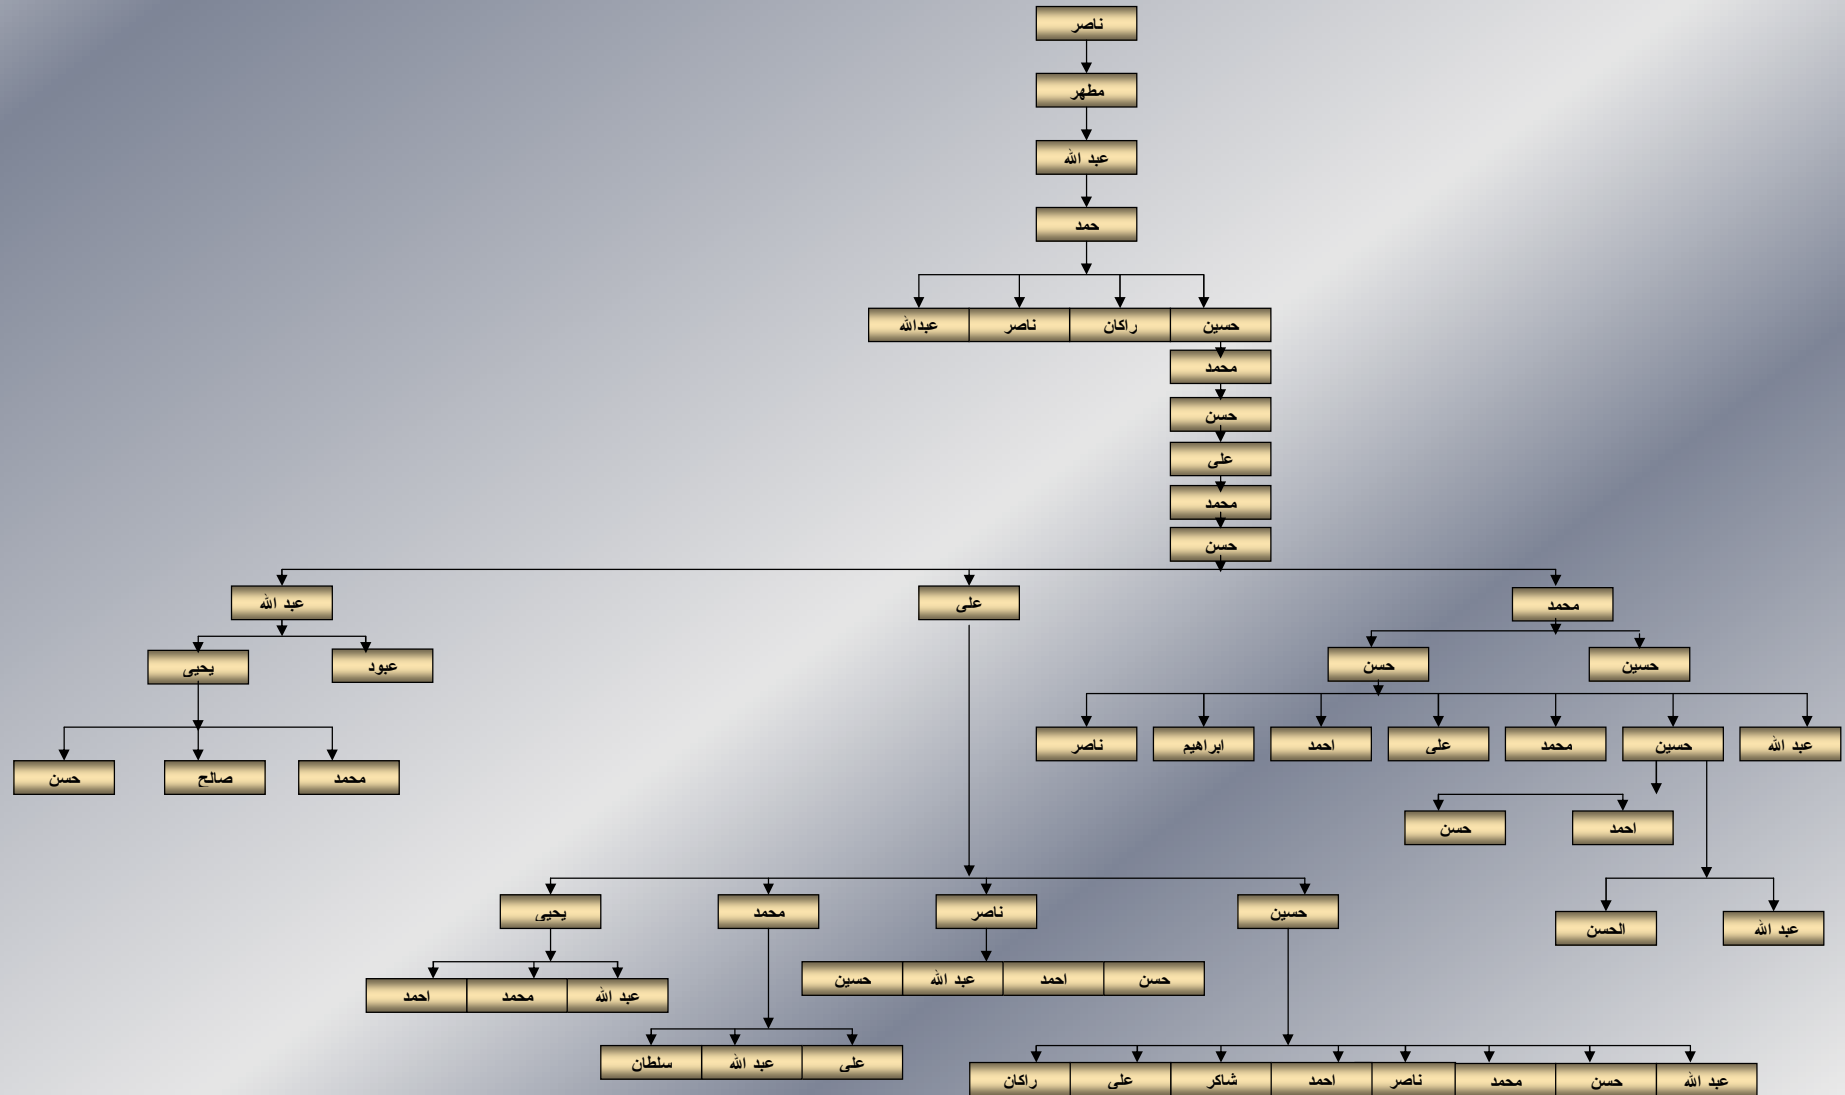 ناصر
مطهر
عبد الله
حمد
حسين راكان ناصر عبدالله
محمد
حسن
على
محمد
حسن
محمد على عبد الله
حسين حسن عبود يحيى
عبد الله حسين محمد على احمد ابراهيم ناصر
محمد صالح حسن
احمد حسن
حسين ناصر محمد يحيى
عبد الله الحسن
حسن احمد عبد الله حسين
عبد الله محمد احمد
على عبد الله سلطان
عبد الله حسن محمد ناصر احمد شاكر على راكان